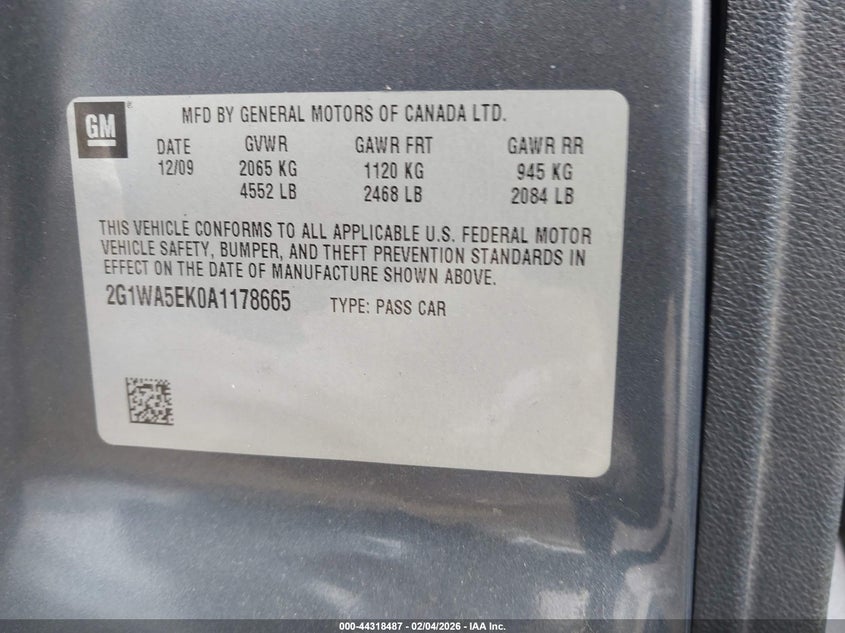 GM
MFD BY GENERAL MOTORS OF CANADA LTD.
DATE GVWR GAWR FRT GAWR RR
12/09 2065 KG 1120 KG 945 KG
4552 LB 2468 LB 2084 LB
THIS VEHICLE CONFORMS TO ALL APPLICABLE U.S. FEDERAL MOTOR
VEHICLE SAFETY, BUMPER, AND THEFT PREVENTION STANDARDS IN
EFFECT ON THE DATE OF MANUFACTURE SHOWN ABOVE.
2G1WA5EK0A1178665 TYPE: PASS CAR
000-44318487 - 02/04/2026 - IAA Inc.